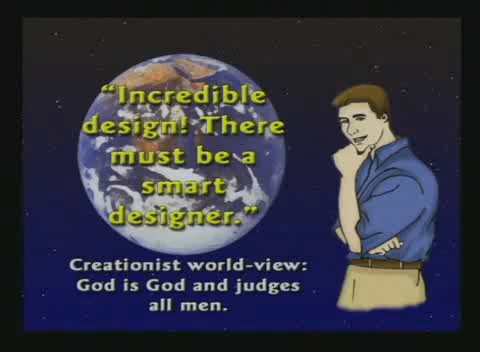 “Incredible
design! There
must be a
smart
designer.”
Creationist world-view:
God is God and judges
all men.